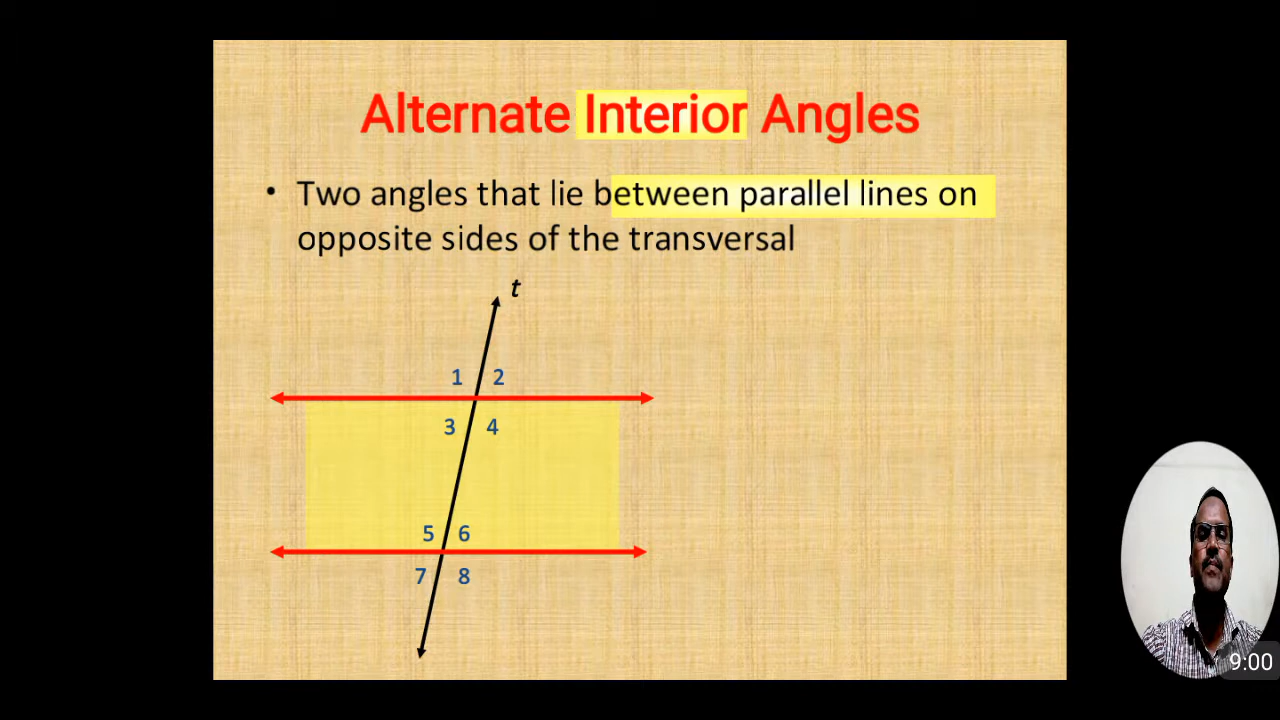 Alternate Interior Angles
• Two angles that lie between parallel lines on
opposite sides of the transversal
t
1 2
3 4
5 6
7 8
9:00